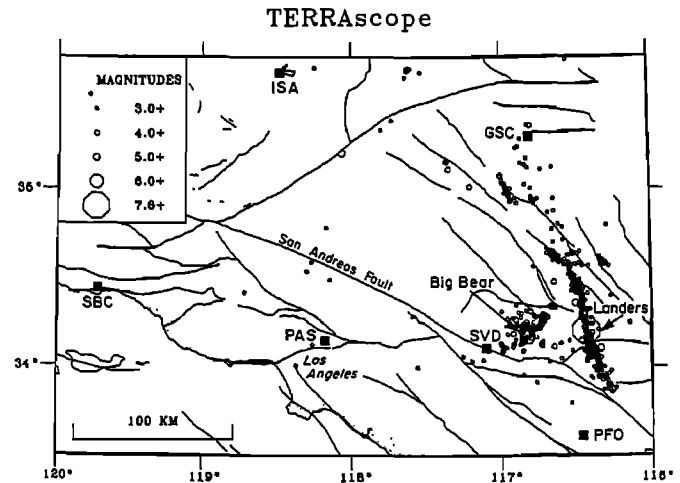 TERRAscope
MAGNITUDES
3.0+
4.0+
5.0+
6.0+
7.6+
ISA
GSC
35°
San Andreas Fault
Big Bear
Landers
SBC
PAS
SVD
34°
Los
Angeles
100 KM
PFO
120°
119°
118°
117°
116°